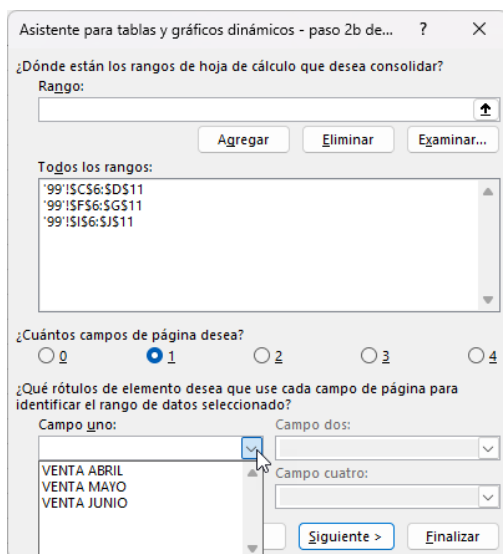 Asistente para tablas y gráficos dinámicos - paso 2b de... ?
¿Dónde están los rangos de hoja de cálculo que desea consolidar?
Rango:
Agregar Eliminar Examinar...
Todos los rangos:
'99'!$C$6:$D$11
'99'!$F$6:$G$11
'99'!$I$6:$J$11
¿Cuántos campos de página desea?
0 1 2 3 4
¿Qué rótulos de elemento desea que use cada campo de página para
identificar el rango de datos seleccionado?
Campo uno: Campo dos:
VENTA ABRIL
VENTA MAYO Campo cuatro:
VENTA JUNIO
Siguiente > Finalizar